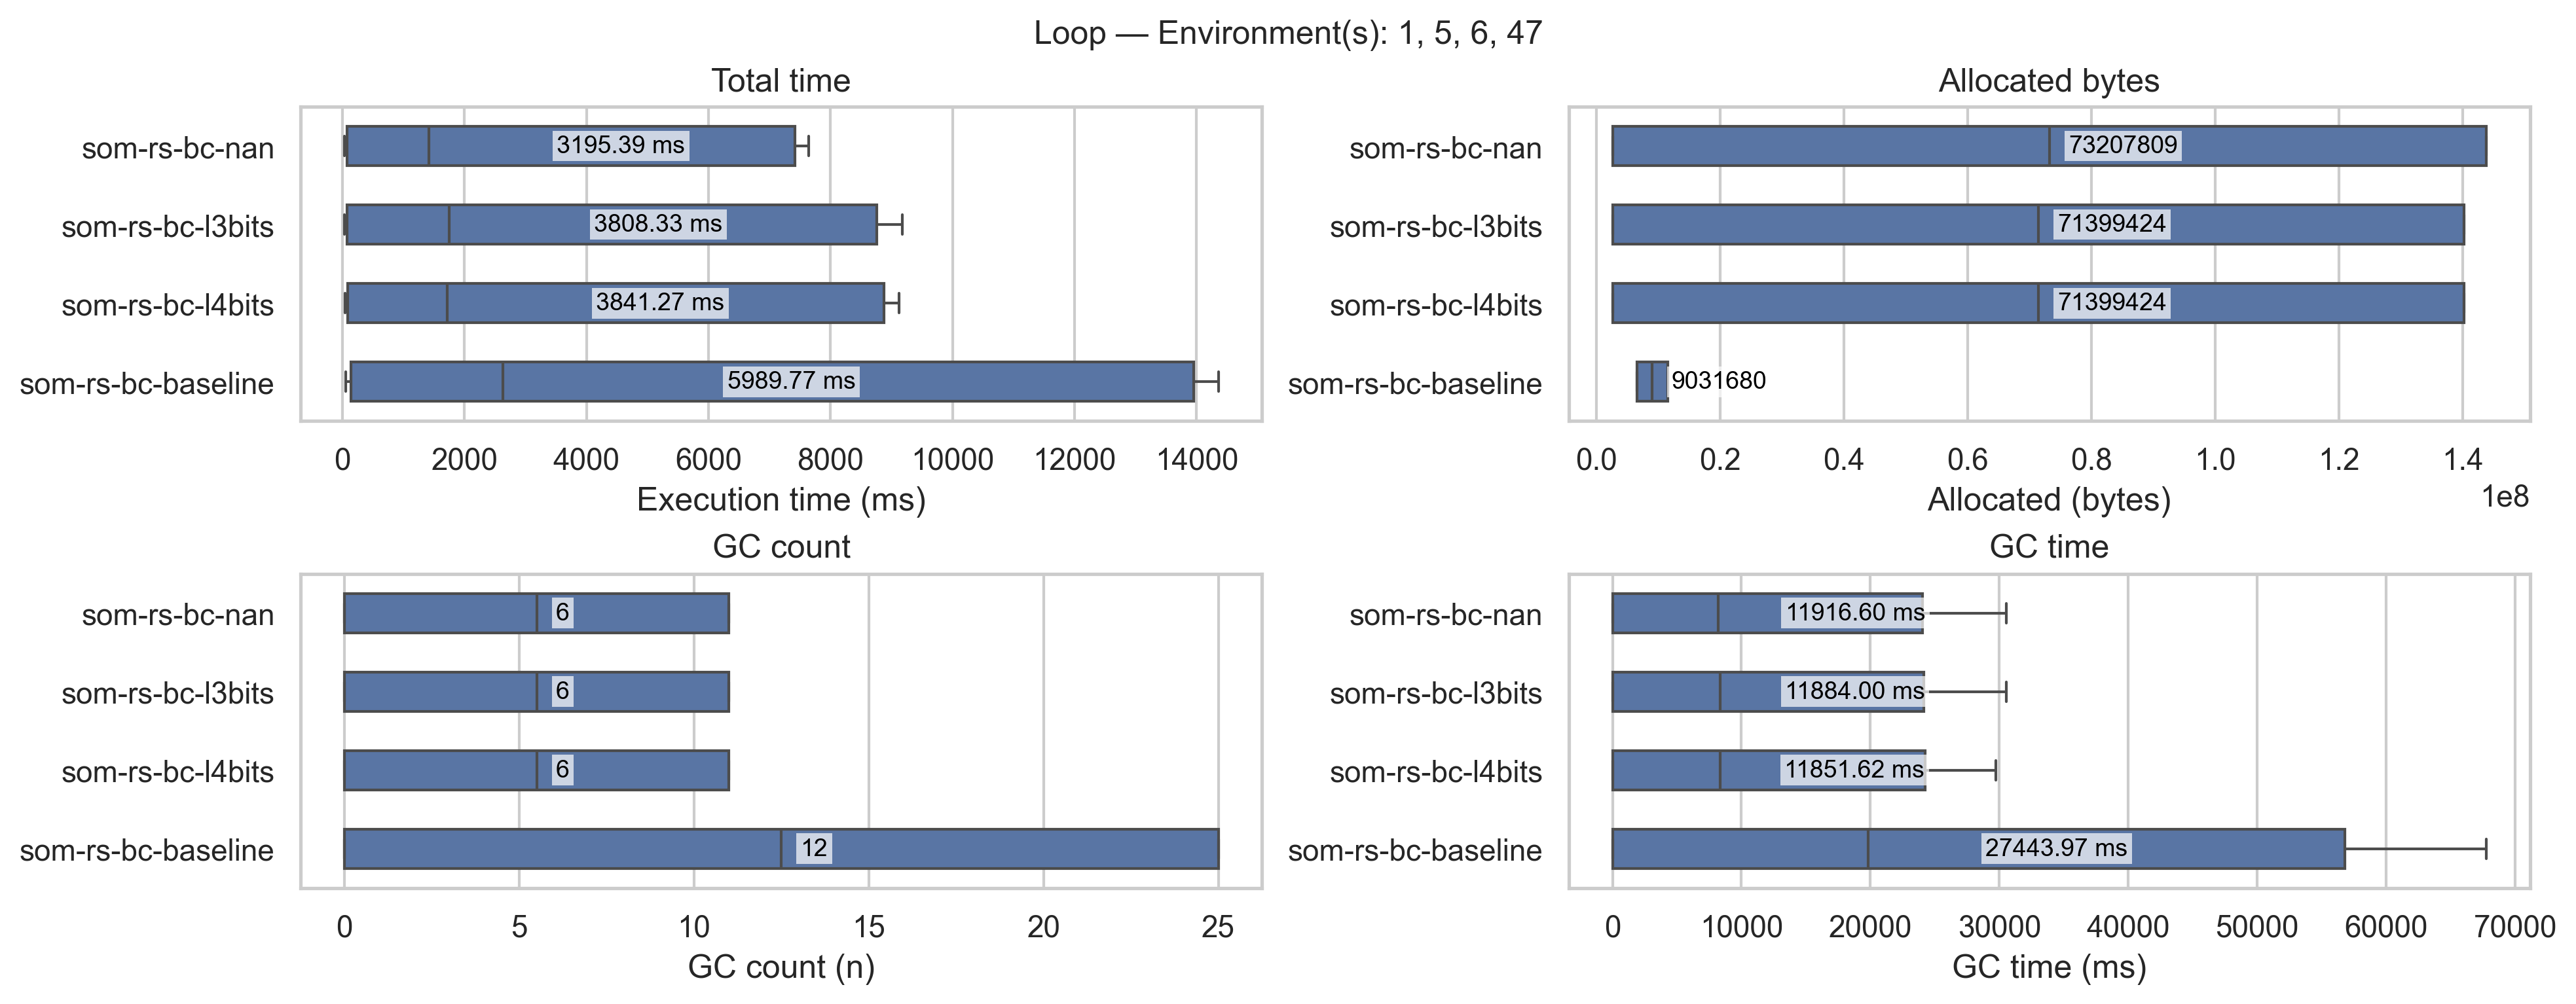 Loop — Environment(s): 1, 5, 6, 47
Total time
som-rs-bc-nan
3195.39 ms
som-rs-bc-l3bits
3808.33 ms
som-rs-bc-l4bits
3841.27 ms
som-rs-bc-baseline
5989.77 ms
0 2000 4000 6000 8000 10000 12000 14000
Execution time (ms)
Allocated bytes
som-rs-bc-nan
73207809
som-rs-bc-l3bits
71399424
som-rs-bc-l4bits
71399424
som-rs-bc-baseline
9031680
0.0 0.2 0.4 0.6 0.8 1.0 1.2 1.4
1e8
Allocated (bytes)
GC count
som-rs-bc-nan
6
som-rs-bc-l3bits
6
som-rs-bc-l4bits
6
som-rs-bc-baseline
12
0 5 10 15 20 25
GC count (n)
GC time
som-rs-bc-nan
11916.60 ms
som-rs-bc-l3bits
11884.00 ms
som-rs-bc-l4bits
11851.62 ms
som-rs-bc-baseline
27443.97 ms
0 10000 20000 30000 40000 50000 60000 70000
GC time (ms)